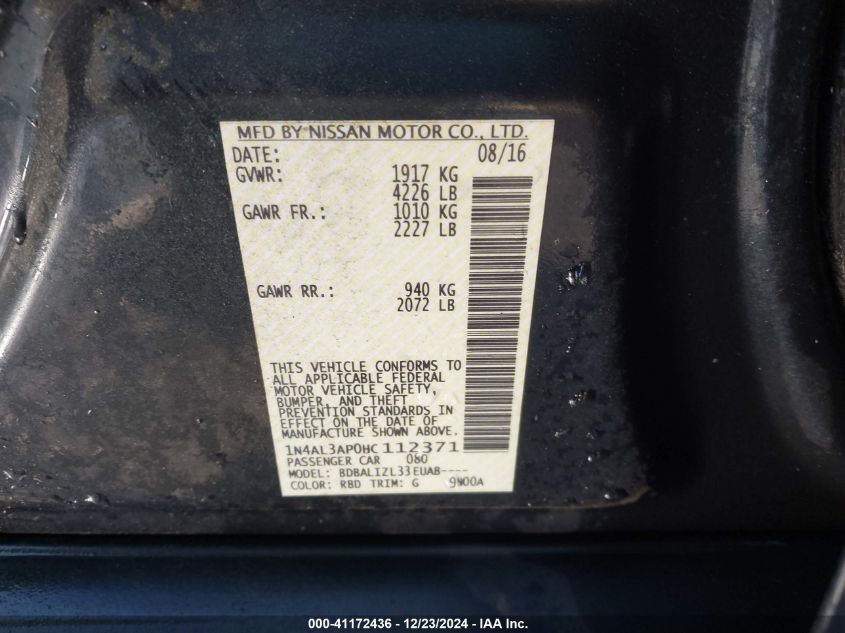 MFD BY NISSAN MOTOR CO., LTD.
DATE: 08/16
GVWR: 1917 KG
4226 LB
GAWR FR.: 1010 KG
2227 LB
GAWR RR.: 940 KG
2072 LB
THIS VEHICLE CONFORMS TO
ALL APPLICABLE FEDERAL
MOTOR VEHICLE SAFETY,
BUMPER, AND THEFT
PREVENTION STANDARDS IN
EFFECT ON THE DATE OF
MANUFACTURE SHOWN ABOVE.
1N4AL3AP0HC112371
PASSENGER CAR 080
MODEL: BDBALIZL33EUAB----
COLOR: RBD TRIM: G 9W00A
000-41172436 - 12/23/2024 - IAA Inc.